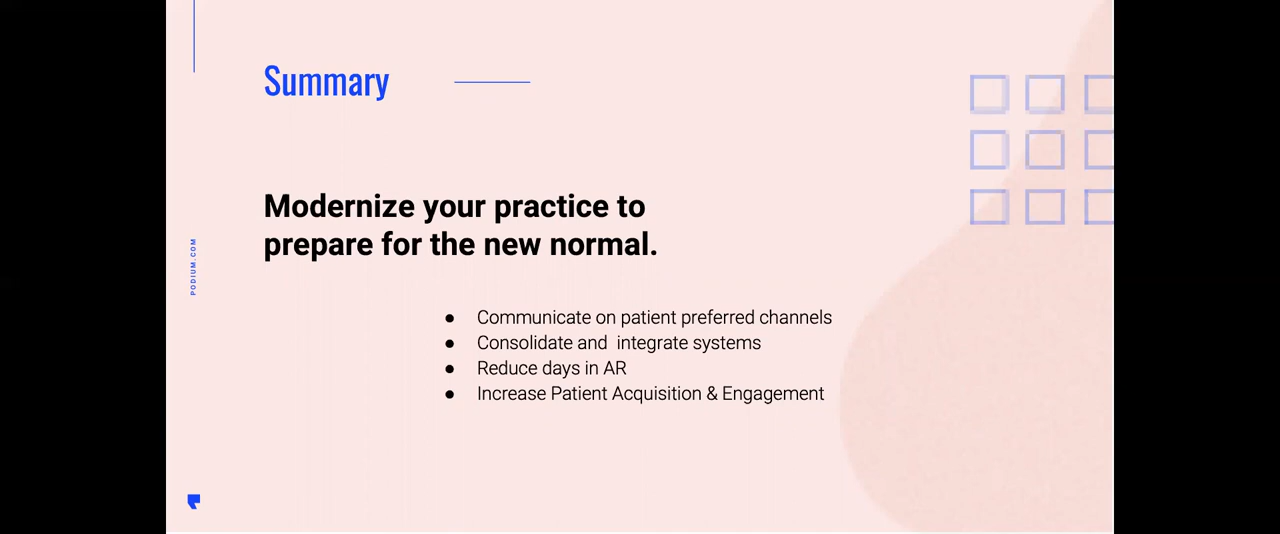 Summary
Modernize your practice to
prepare for the new normal.
PODIUM.COM
● Communicate on patient preferred channels
● Consolidate and  integrate systems
● Reduce days in AR
● Increase Patient Acquisition & Engagement